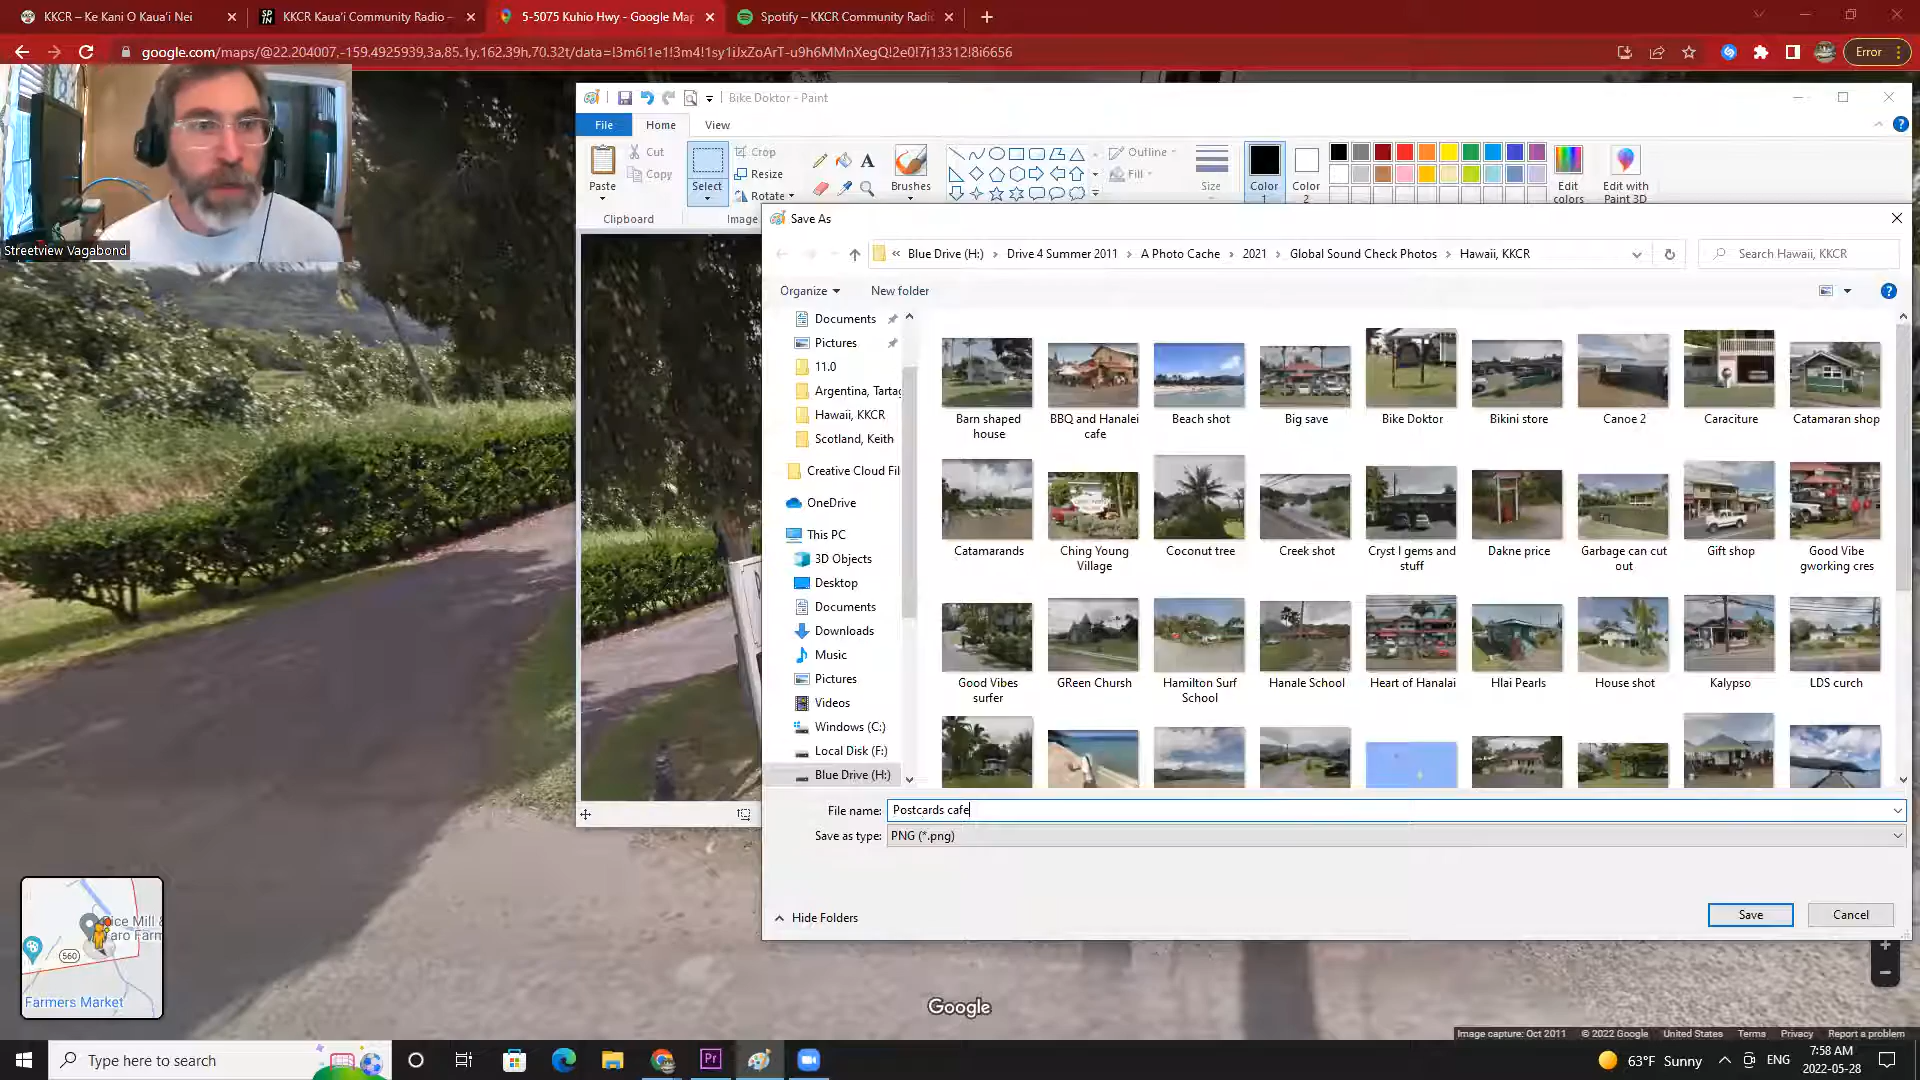 KKCR – Ke Kani O Kaua'i Nei
KKCR Kaua'i Community Radio –
5-5075 Kuhio Hwy - Google Map
Spotify – KKCR Community Radio
google.com/maps/@22.204007,-159.4925939,3a,85.1y,162.39h,70.32t/data=!3m6!1e1!3m4!1sy1iJxZoArT-u9h6MMnXegQ!2e0!7i13312!8i6656
Error
Streetview Vagabond
Bike Doktor - Paint
File
Home
View
Paste
Cut
Copy
Clipboard
Select
Crop
Resize
Rotate
Image
Brushes
Outline
Fill
Size
Color 1
Color 2
Edit colors
Edit with Paint 3D
Save As
« Blue Drive (H:) › Drive 4 Summer 2011 › A Photo Cache › 2021 › Global Sound Check Photos › Hawaii, KKCR
Search Hawaii, KKCR
Organize
New folder
Documents
Pictures
11.0
Argentina, Tartag
Hawaii, KKCR
Scotland, Keith
Creative Cloud Fil
OneDrive
This PC
3D Objects
Desktop
Documents
Downloads
Music
Pictures
Videos
Windows (C:)
Local Disk (F:)
Blue Drive (H:)
Barn shaped house
BBQ and Hanalei cafe
Beach shot
Big save
Bike Doktor
Bikini store
Canoe 2
Caraciture
Catamaran shop
Catamarands
Ching Young Village
Coconut tree
Creek shot
Cryst l gems and stuff
Dakne price
Garbage can cut out
Gift shop
Good Vibe gworking cres
Good Vibes surfer
GReen Chursh
Hamilton Surf School
Hanale School
Heart of Hanalai
Hlai Pearls
House shot
Kalypso
LDS curch
File name: Postcards cafe
Save as type: PNG (*.png)
Hide Folders
Save
Cancel
Rice Mill &
Taro Farm
560
Farmers Market
Google
Image capture: Oct 2011 © 2022 Google United States Terms Privacy Report a problem
Type here to search
Pr
63°F Sunny
ENG
7:58 AM
2022-05-28